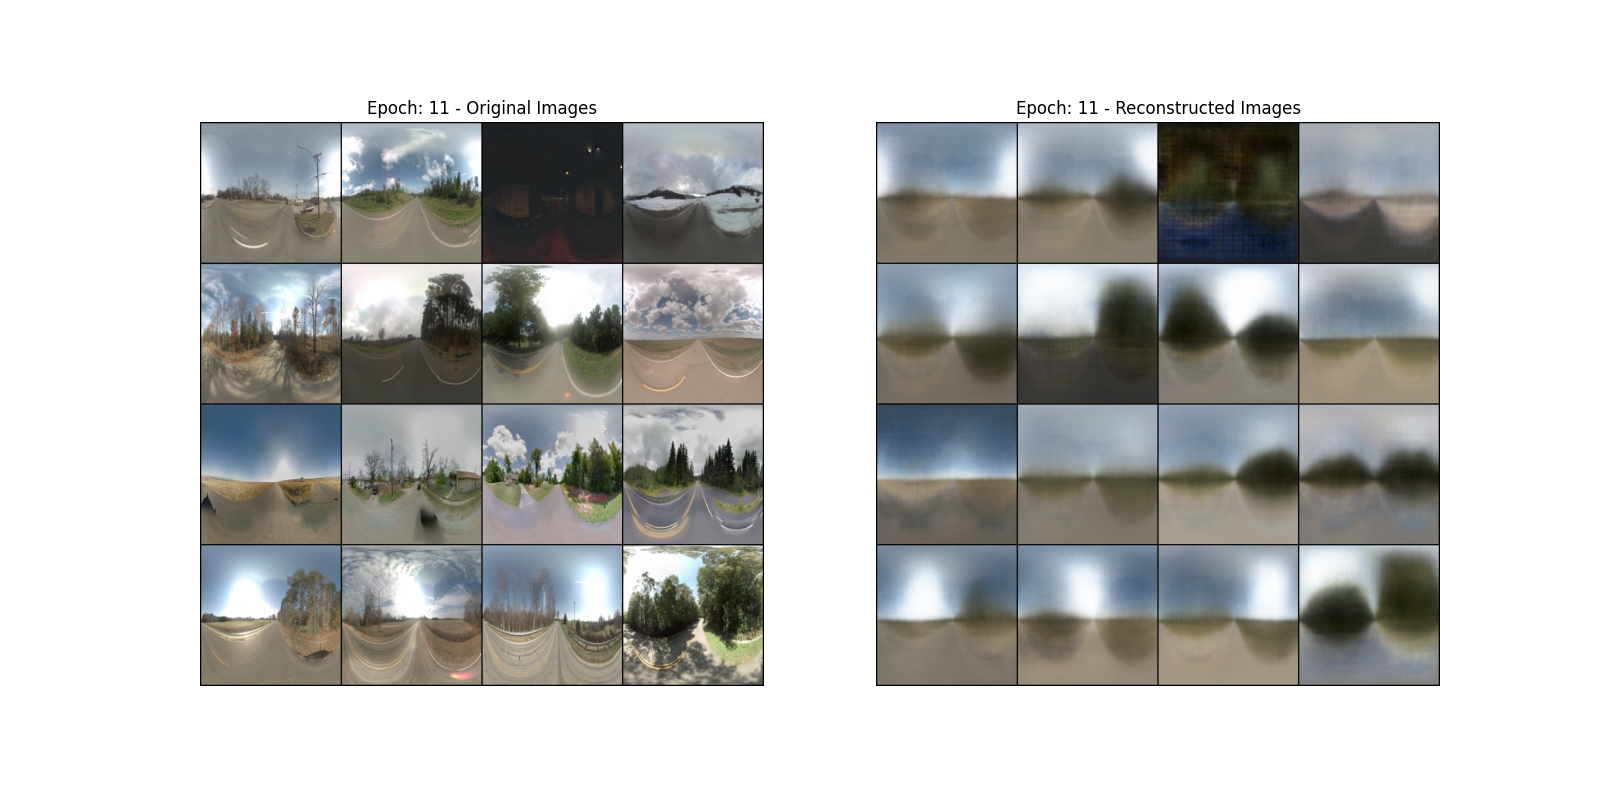 Epoch: 11 - Original Images
Epoch: 11 - Reconstructed Images